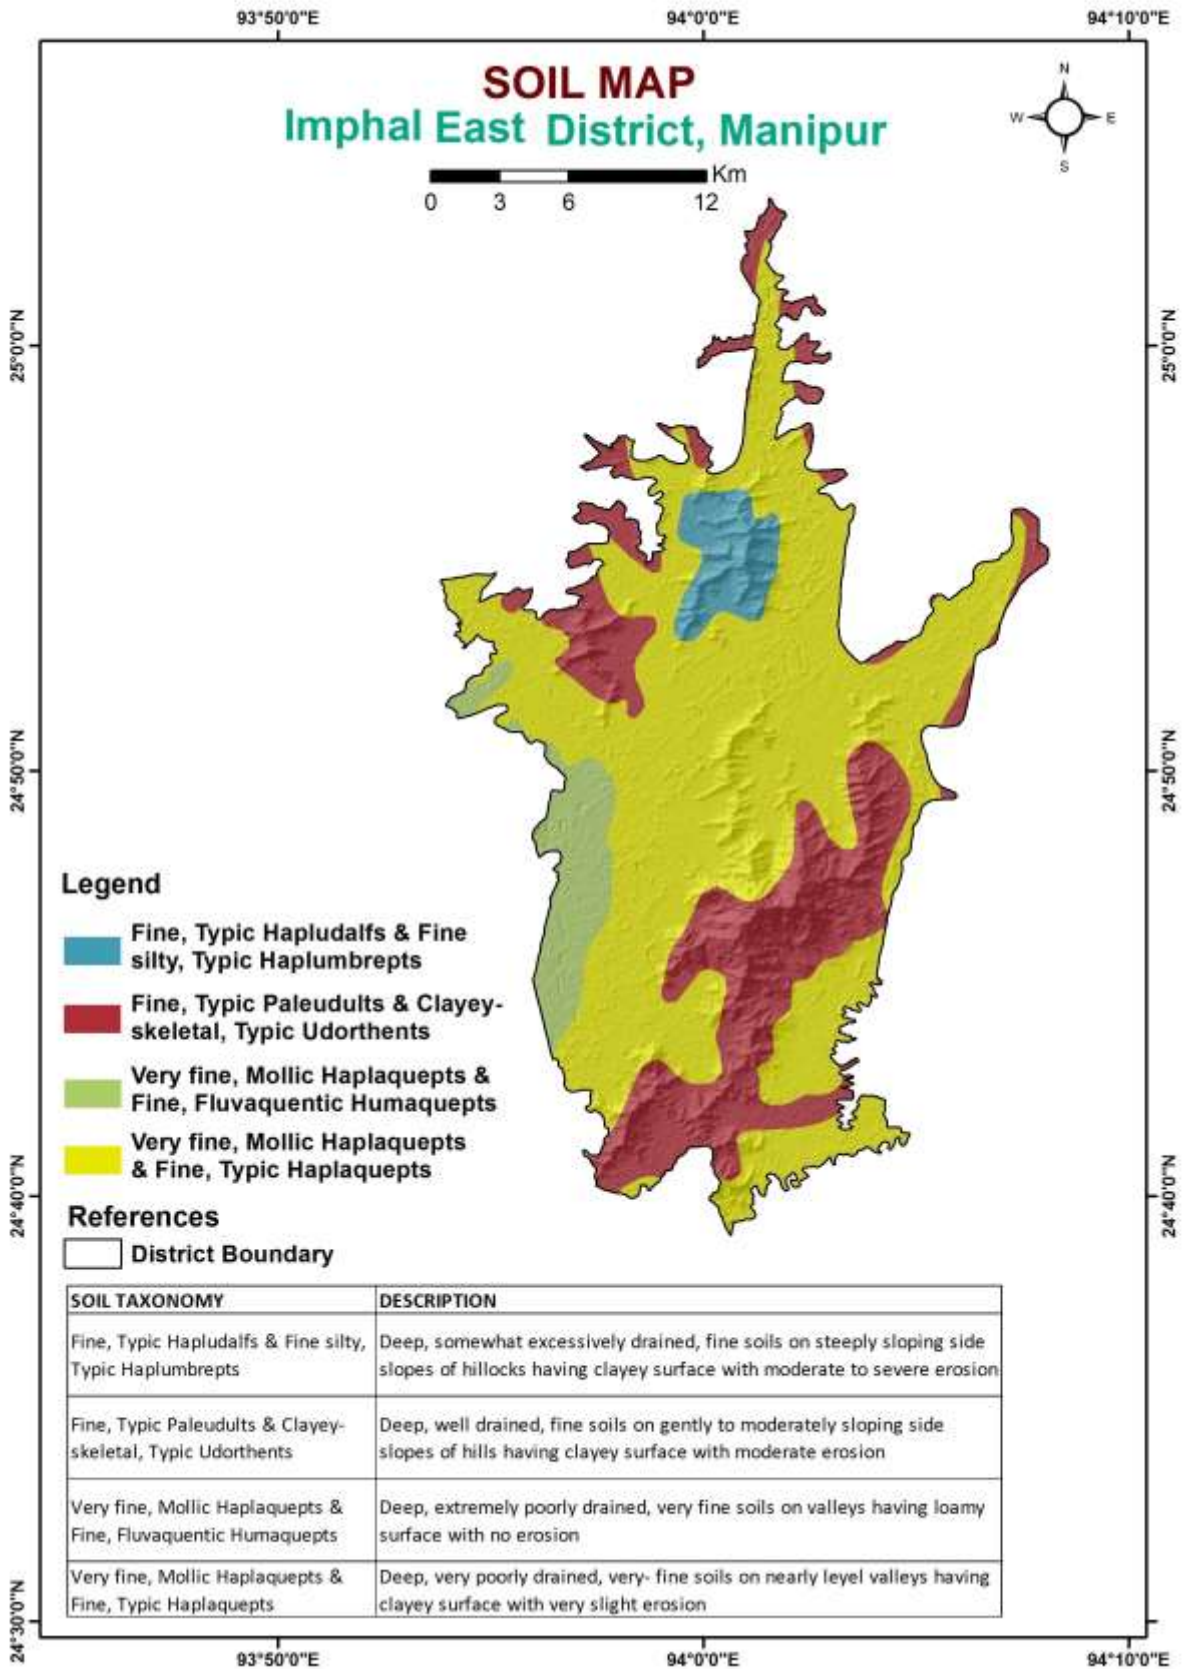 93°50'0"E 94°0'0"E 94°10'0"E
SOIL MAP
Imphal East District, Manipur
N
W E
S
Km
0 3 6 12
25°0'0"N 25°0'0"N
24°50'0"N 24°50'0"N
Legend
Fine, Typic Hapludalfs & Fine
silty, Typic Haplumbrepts
Fine, Typic Paleudults & Clayey-
skeletal, Typic Udorthents
Very fine, Mollic Haplaquepts &
Fine, Fluvaquentic Humaquepts
Very fine, Mollic Haplaquepts
& Fine, Typic Haplaquepts
24°40'0"N 24°40'0"N
References
District Boundary
SOIL TAXONOMY DESCRIPTION
Fine, Typic Hapludalfs & Fine silty, Deep, somewhat excessively drained, fine soils on steeply sloping side
Typic Haplumbrepts slopes of hillocks having clayey surface with moderate to severe erosion
Fine, Typic Paleudults & Clayey- Deep, well drained, fine soils on gently to moderately sloping side
skeletal, Typic Udorthents slopes of hills having clayey surface with moderate erosion
Very fine, Mollic Haplaquepts & Deep, extremely poorly drained, very fine soils on valleys having loamy
Fine, Fluvaquentic Humaquepts surface with no erosion
Very fine, Mollic Haplaquepts & Deep, very poorly drained, very- fine soils on nearly level valleys having
Fine, Typic Haplaquepts clayey surface with very slight erosion
24°30'0"N
93°50'0"E 94°0'0"E 94°10'0"E